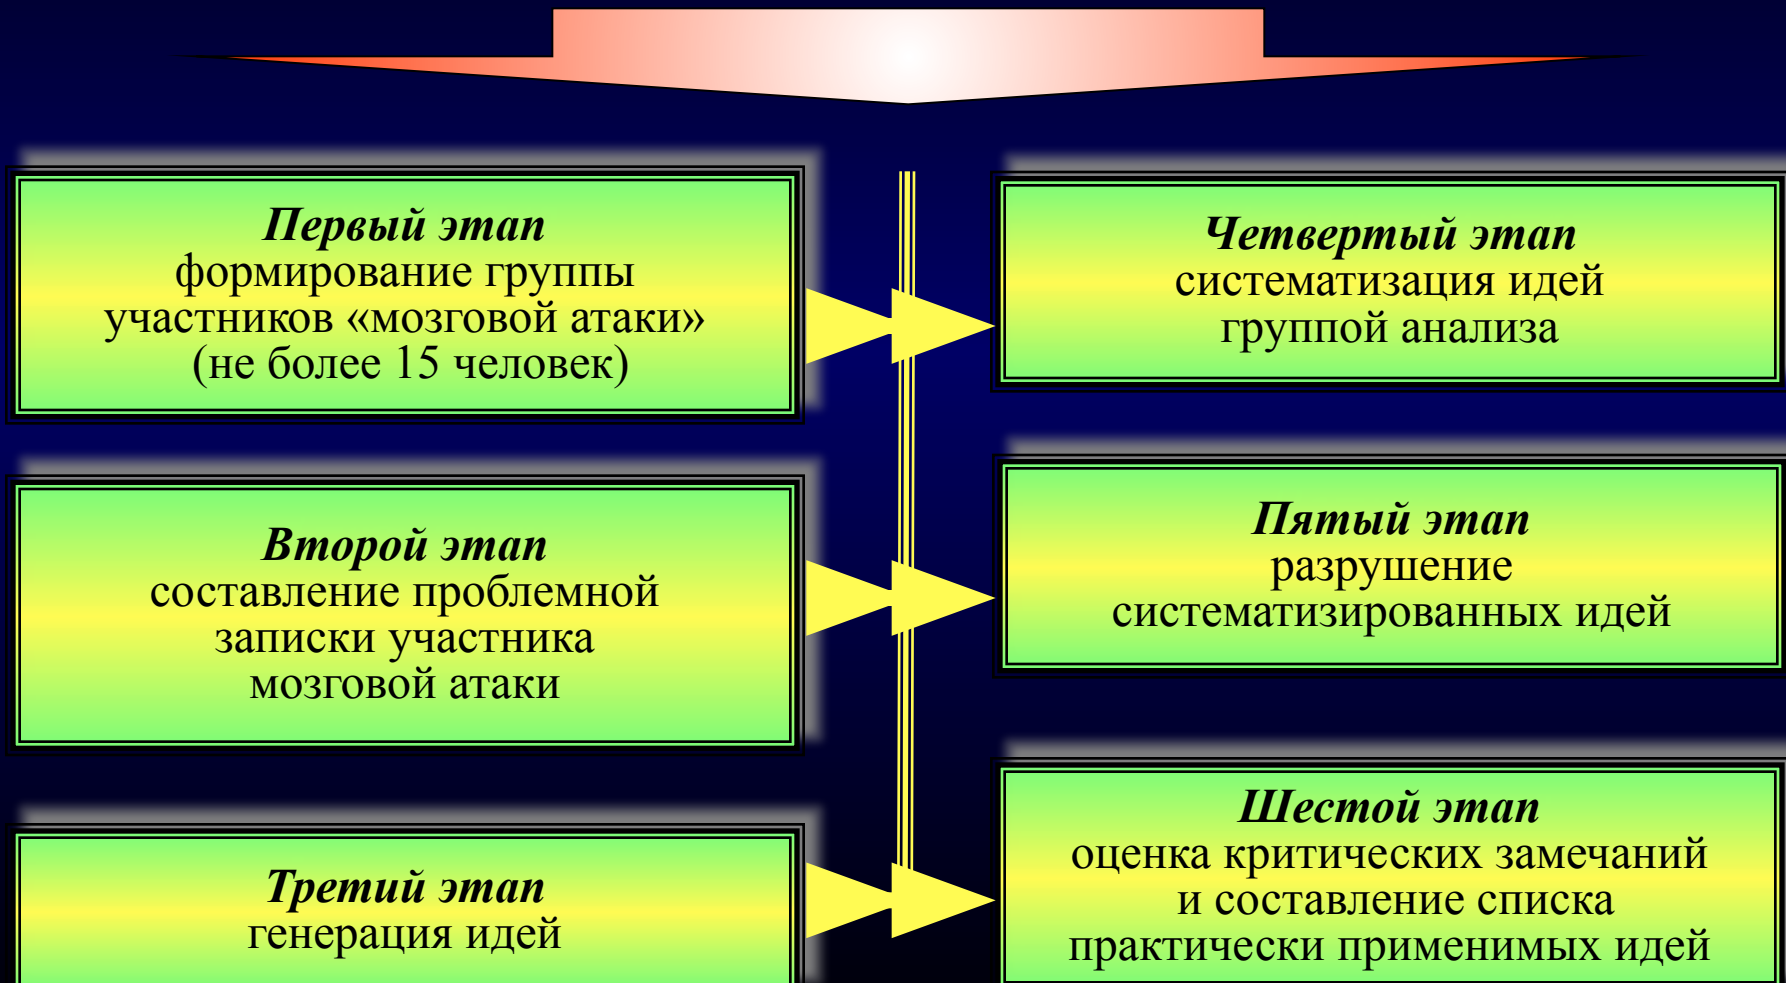 Первый этап
формирование группы
участников «мозговой атаки»
(не более 15 человек)
Второй этап
составление проблемной
записки участника
мозговой атаки
Третий этап
генерация идей
Четвертый этап
систематизация идей
группой анализа
Пятый этап
разрушение
систематизированных идей
Шестой этап
оценка критических замечаний
и составление списка
практически применимых идей